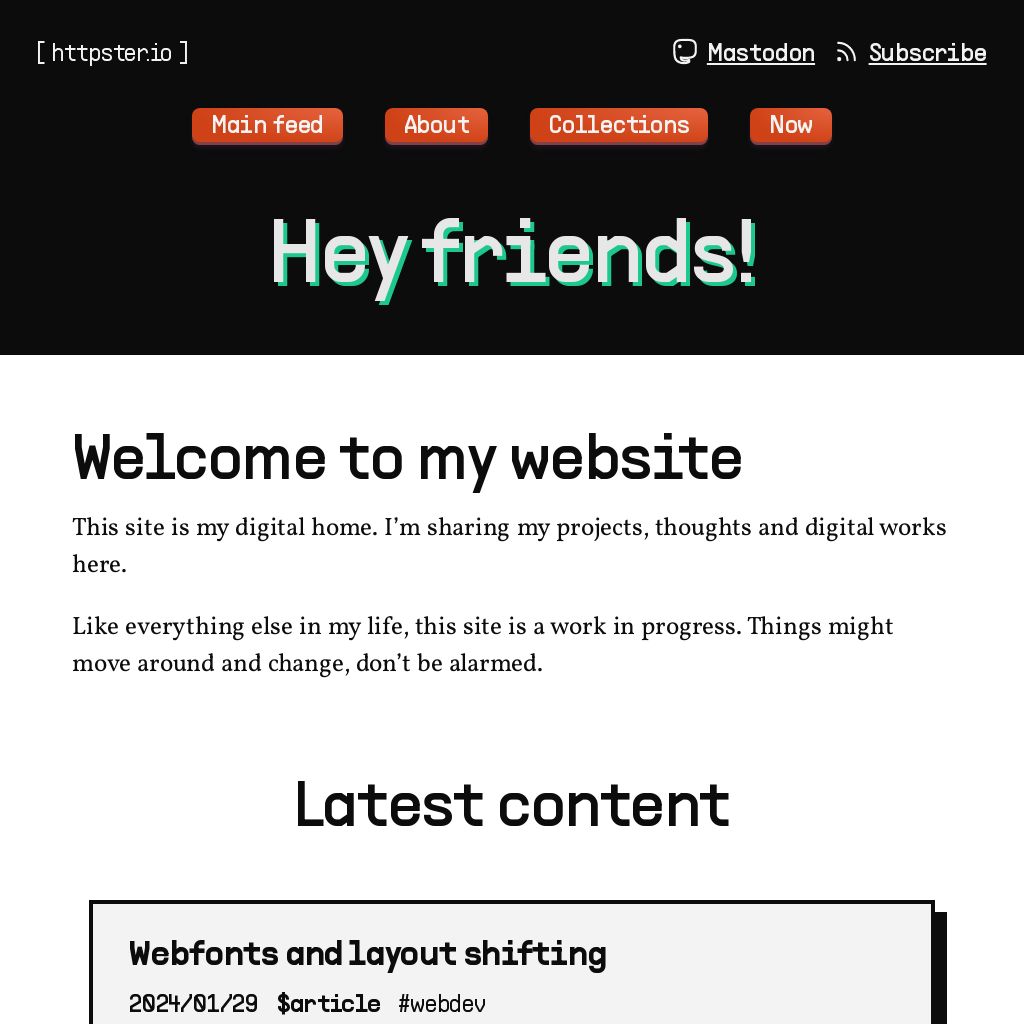 [ httpster.io ]
Mastodon Subscribe
Main feed About Collections Now
Hey friends!
Welcome to my website
This site is my digital home. I’m sharing my projects, thoughts and digital works
here.
Like everything else in my life, this site is a work in progress. Things might
move around and change, don’t be alarmed.
Latest content
Webfonts and layout shifting
2024/01/29 $article #webdev